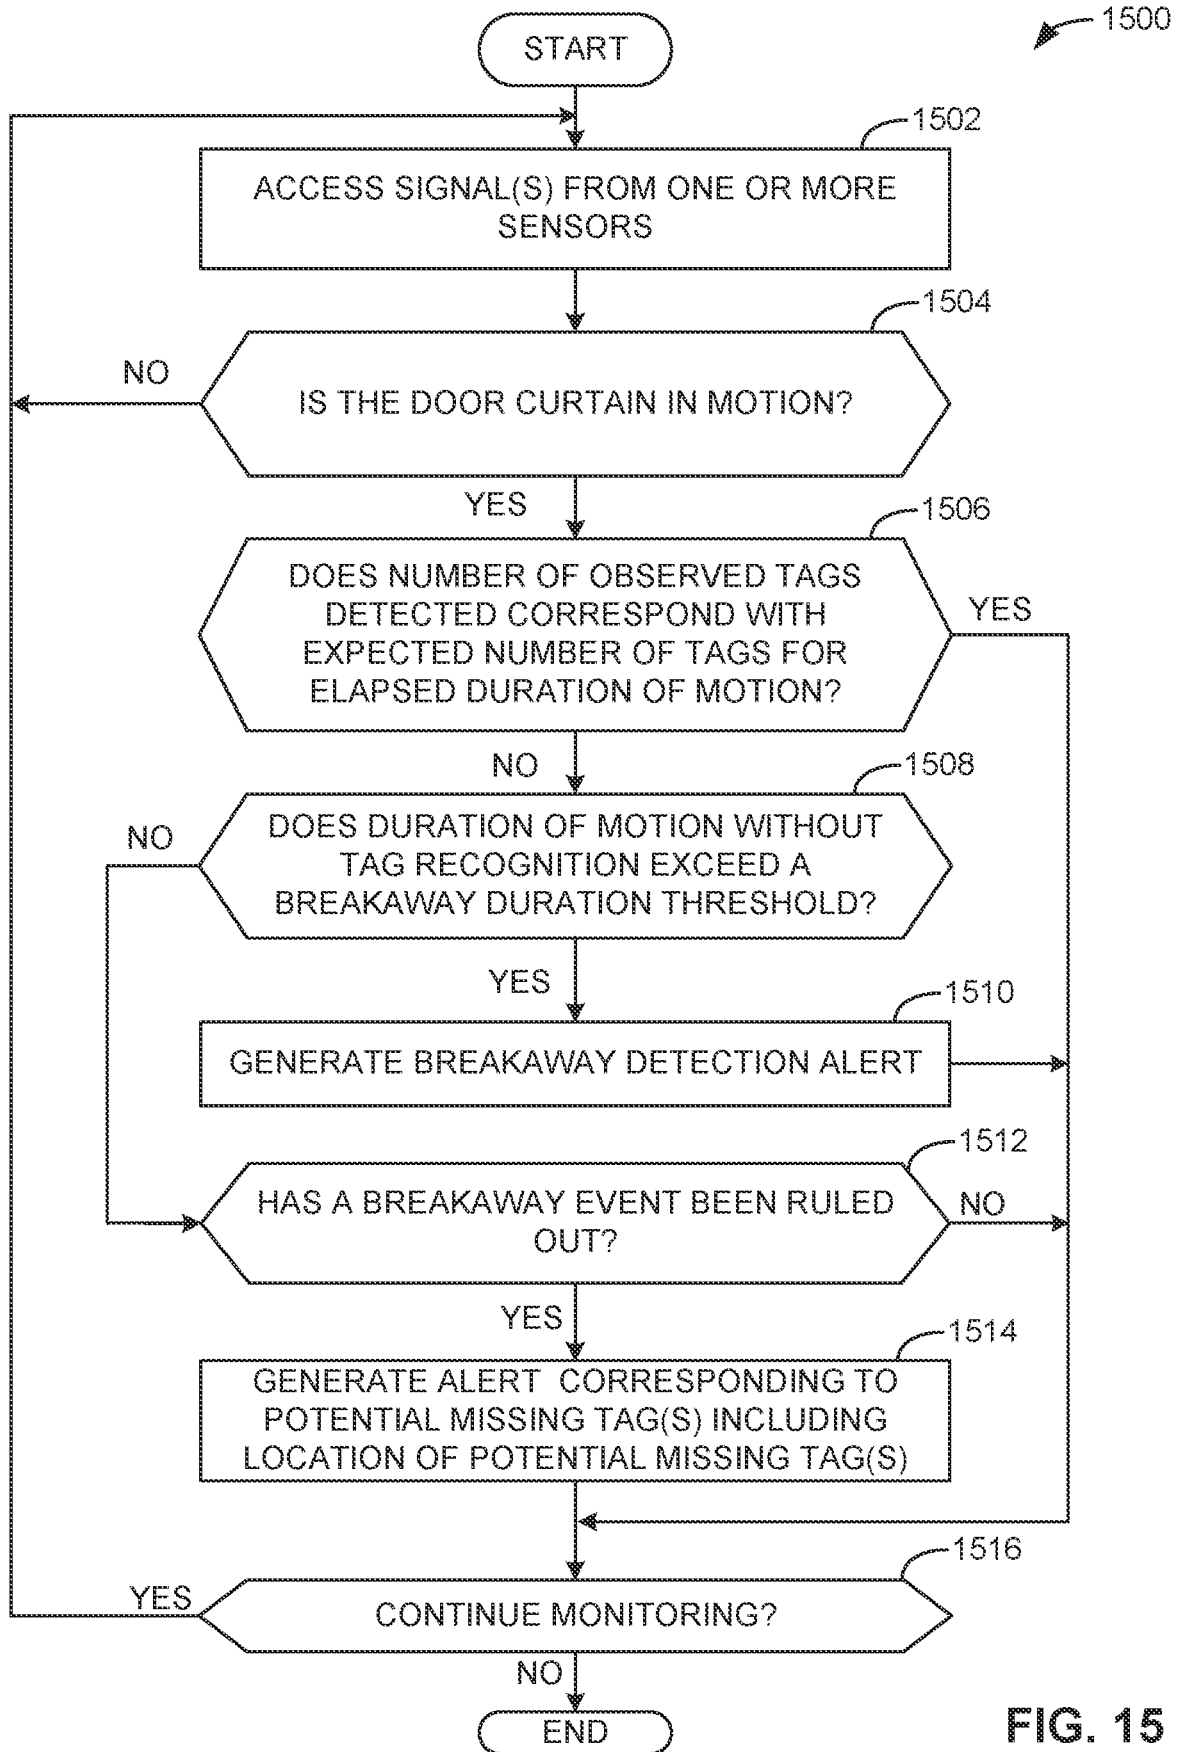 1500
START
1502
ACCESS SIGNAL(S) FROM ONE OR MORE
SENSORS
1504
NO
IS THE DOOR CURTAIN IN MOTION?
YES
1506
DOES NUMBER OF OBSERVED TAGS
DETECTED CORRESPOND WITH
EXPECTED NUMBER OF TAGS FOR
ELAPSED DURATION OF MOTION?
YES
NO
1508
NO
DOES DURATION OF MOTION WITHOUT
TAG RECOGNITION EXCEED A
BREAKAWAY DURATION THRESHOLD?
YES
1510
GENERATE BREAKAWAY DETECTION ALERT
1512
HAS A BREAKAWAY EVENT BEEN RULED
OUT?
NO
YES
1514
GENERATE ALERT CORRESPONDING TO
POTENTIAL MISSING TAG(S) INCLUDING
LOCATION OF POTENTIAL MISSING TAG(S)
1516
YES
CONTINUE MONITORING?
NO
END
FIG. 15